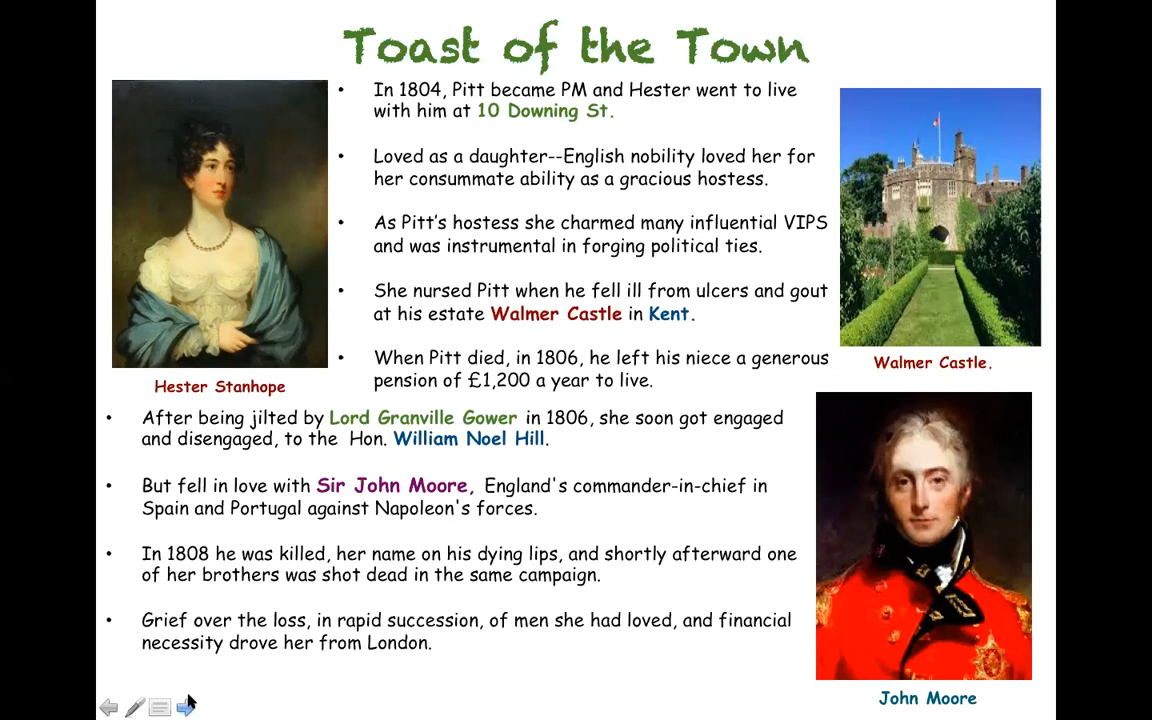 Toast of the Town
• In 1804, Pitt became PM and Hester went to live
with him at 10 Downing St.
• Loved as a daughter--English nobility loved her for
her consummate ability as a gracious hostess.
• As Pitt's hostess she charmed many influential VIPS
and was instrumental in forging political ties.
• She nursed Pitt when he fell ill from ulcers and gout
at his estate Walmer Castle in Kent.
• When Pitt died, in 1806, he left his niece a generous
pension of £1,200 a year to live.
Hester Stanhope
Walmer Castle.
• After being jilted by Lord Granville Gower in 1806, she soon got engaged
and disengaged, to the Hon. William Noel Hill.
• But fell in love with Sir John Moore, England's commander-in-chief in
Spain and Portugal against Napoleon's forces.
• In 1808 he was killed, her name on his dying lips, and shortly afterward one
of her brothers was shot dead in the same campaign.
• Grief over the loss, in rapid succession, of men she had loved, and financial
necessity drove her from London.
John Moore